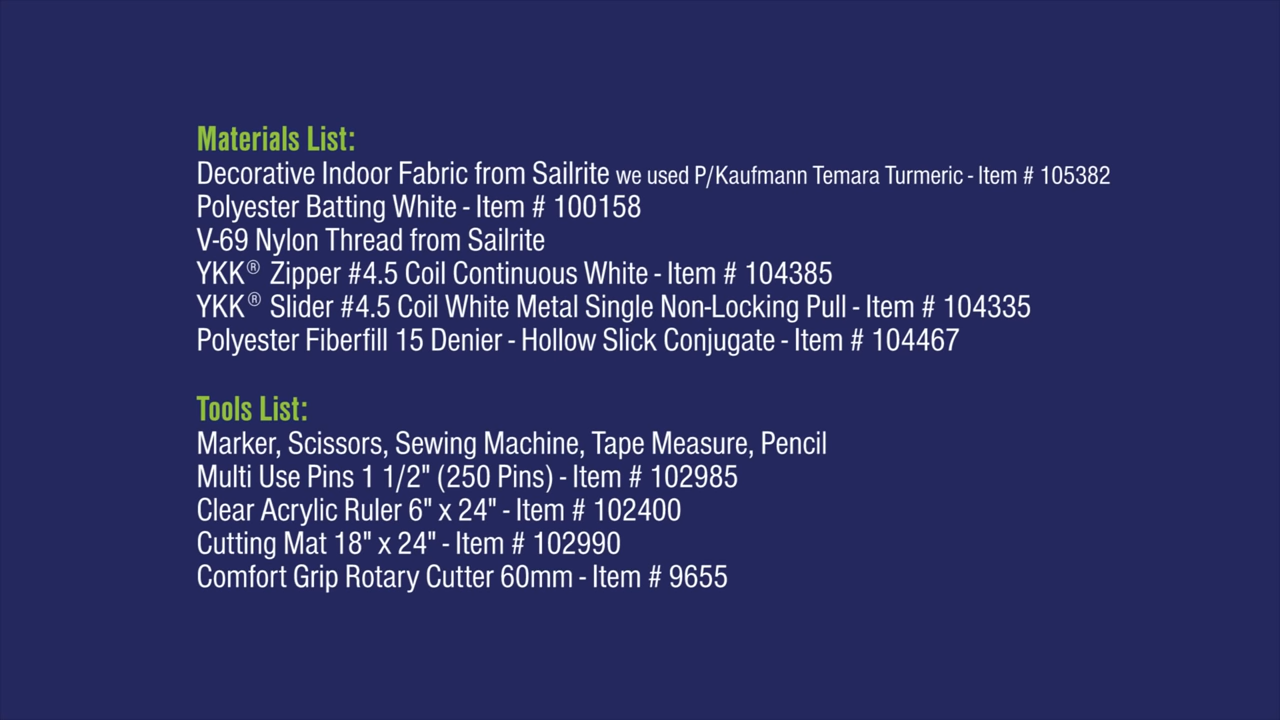 Materials List:
Decorative Indoor Fabric from Sailrite we used P/Kaufmann Temara Turmeric - Item # 105382
Polyester Batting White - Item # 100158
V-69 Nylon Thread from Sailrite
YKK® Zipper #4.5 Coil Continuous White - Item # 104385
YKK® Slider #4.5 Coil White Metal Single Non-Locking Pull - Item # 104335
Polyester Fiberfill 15 Denier - Hollow Slick Conjugate - Item # 104467
Tools List:
Marker, Scissors, Sewing Machine, Tape Measure, Pencil
Multi Use Pins 1 1/2" (250 Pins) - Item # 102985
Clear Acrylic Ruler 6" x 24" - Item # 102400
Cutting Mat 18" x 24" - Item # 102990
Comfort Grip Rotary Cutter 60mm - Item # 9655